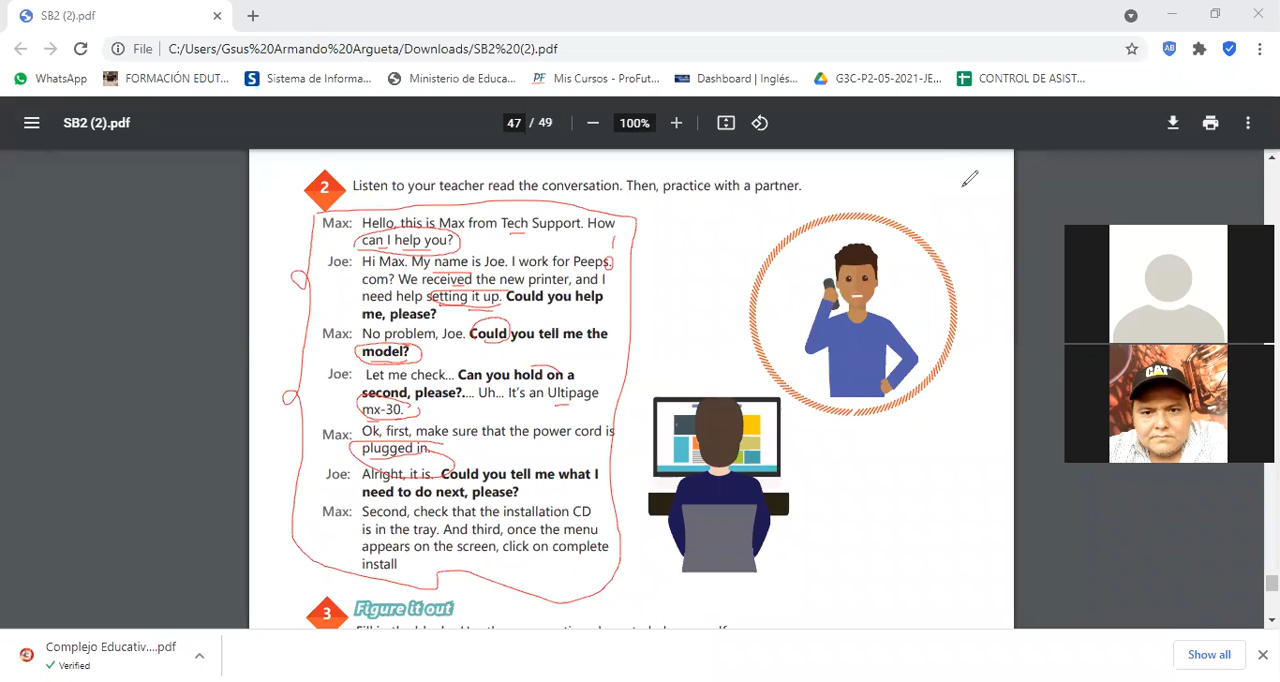 SB2 (2).pdf
File
C:/Users/Gsus%20Armando%20Argueta/Downloads/SB2%20(2).pdf
AB
WhatsApp
FORMACIÓN EDUT...
S Sistema de Informa...
Ministerio de Educa...
PF Mis Cursos - ProFut...
Dashboard | Inglés...
G3C-P2-05-2021-JE...
CONTROL DE ASIST...
SB2 (2).pdf
47 / 49
100%
2 Listen to your teacher read the conversation. Then, practice with a partner.
Max: Hello, this is Max from Tech Support. How
can I help you?
Joe: Hi Max. My name is Joe. I work for Peeps.
com? We received the new printer, and I
need help setting it up. Could you help
me, please?
Max: No problem, Joe. Could you tell me the
model?
Joe: Let me check... Can you hold on a
second, please?.... Uh... It's an Ultipage
mx-30.
Max: Ok, first, make sure that the power cord is
plugged in.
Joe: Alright, it is. Could you tell me what I
need to do next, please?
Max: Second, check that the installation CD
is in the tray. And third, once the menu
appears on the screen, click on complete
install
CAT
3 Figure it out
Complejo Educativ....pdf
Verified
Show all